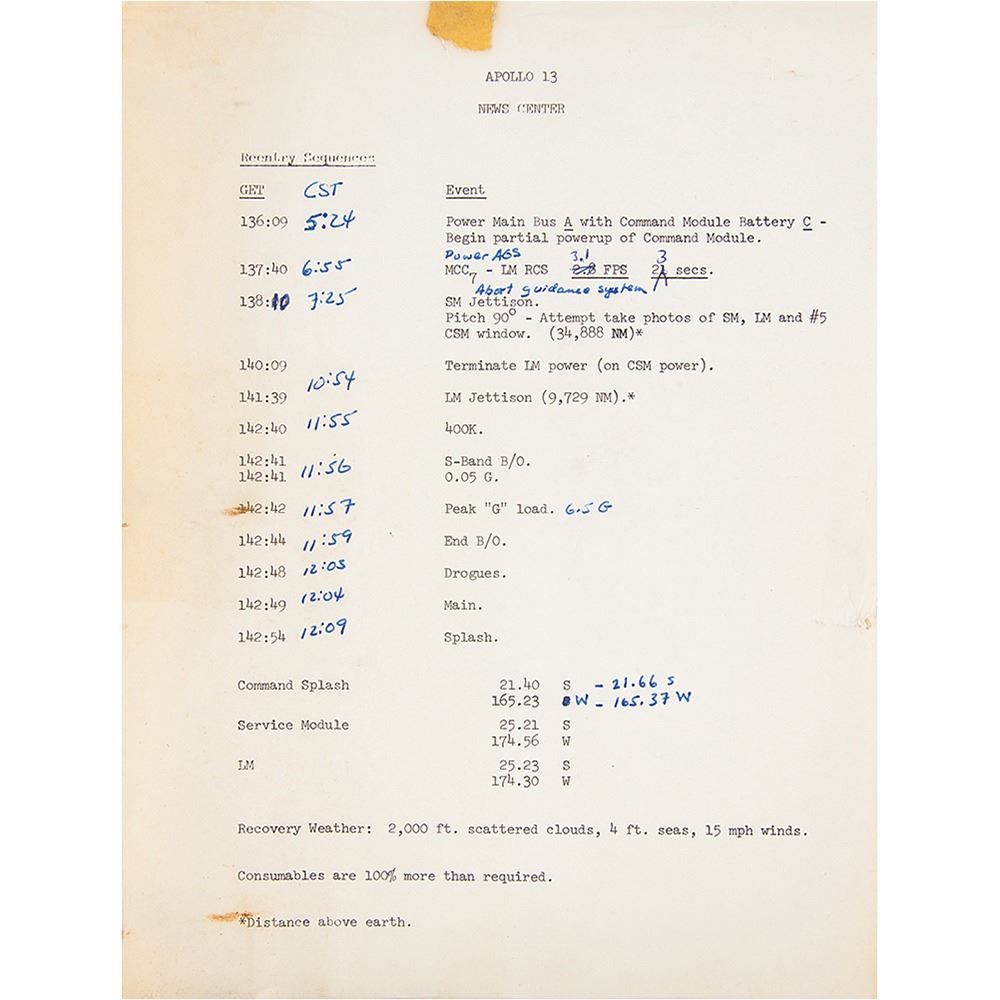 APOLLO 13
NEWS CENTER
Reentry Sequences
GET CST Event
136:09 5:24 Power Main Bus A with Command Module Battery C -
Begin partial powerup of Command Module.
Power AGS 3.1 3
137:40 6:55 MCC7 - LM RCS 2.8 FPS 21 secs.
Abort guidance system
138:10 7:25 SM Jettison.
Pitch 90° - Attempt take photos of SM, LM and #5
CSM window. (34,888 NM)*
140:09 Terminate LM power (on CSM power).
10:54
141:39 LM Jettison (9,729 NM).*
142:40 11:55 400K.
142:41 S-Band B/O.
142:41 11:56 0.05 G.
142:42 11:57 Peak "G" load. 6.5 G
142:44 11:59 End B/O.
142:48 12:03 Drogues.
142:49 12:04 Main.
142:54 12:09 Splash.
Command Splash 21.40 S - 21.66 S
165.23 W - 165.37 W
Service Module 25.21 S
174.56 W
LM 25.23 S
174.30 W
Recovery Weather: 2,000 ft. scattered clouds, 4 ft. seas, 15 mph winds.
Consumables are 100% more than required.
*Distance above earth.